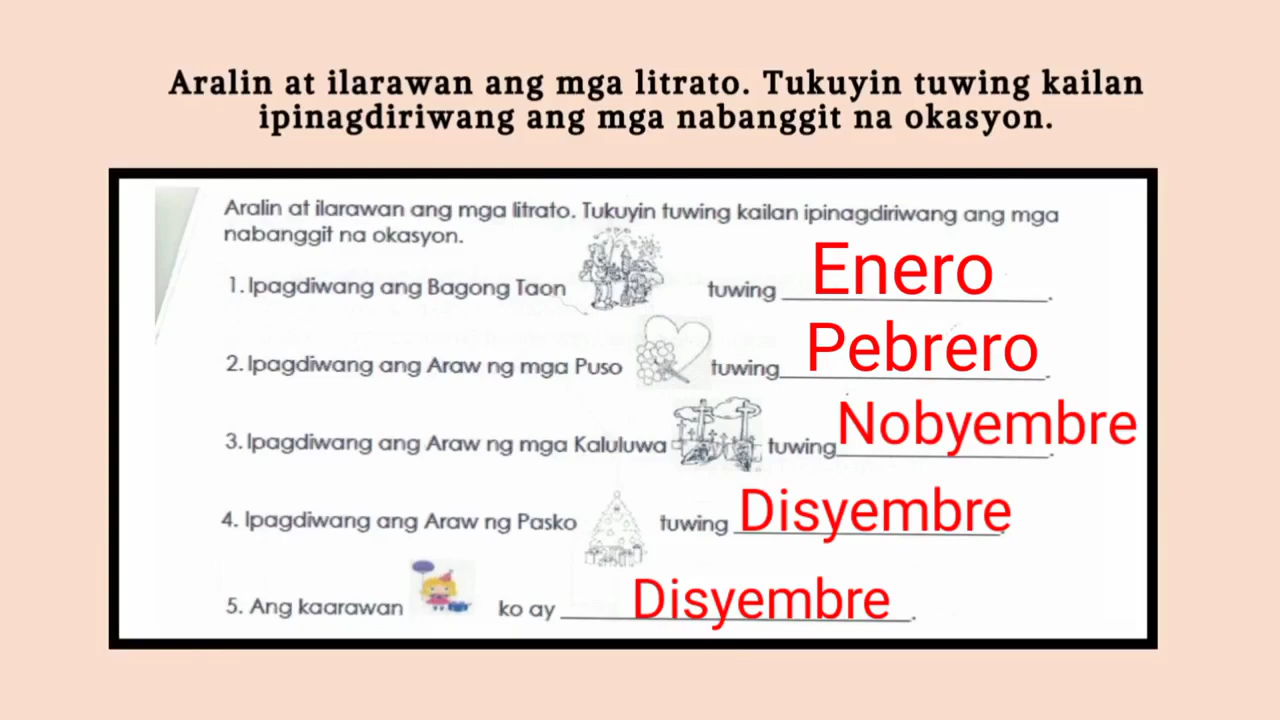 Aralin at ilarawan ang mga litrato. Tukuyin tuwing kailan
ipinagdiriwang ang mga nabanggit na okasyon.
Aralin at ilarawan ang mga litrato. Tukuyin tuwing kailan ipinagdiriwang ang mga
nabanggit na okasyon.
1. Ipagdiwang ang Bagong Taon tuwing Enero.
2. Ipagdiwang ang Araw ng mga Puso tuwing Pebrero.
3. Ipagdiwang ang Araw ng mga Kaluluwa tuwing Nobyembre.
4. Ipagdiwang ang Araw ng Pasko tuwing Disyembre.
5. Ang kaarawan ko ay Disyembre.